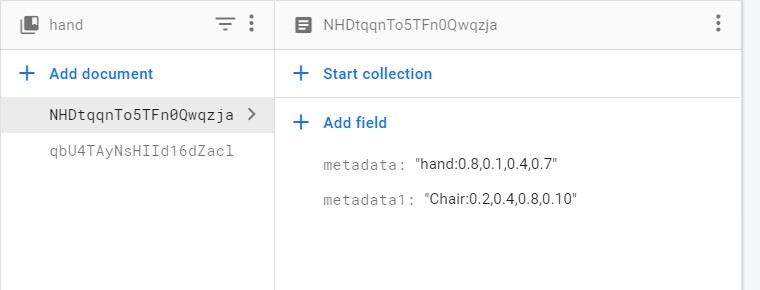 hand
NHDtqqnTo5TFn0Qwqzja
Add document
Start collection
NHDtqqnTo5TFn0Qwqzja
Add field
qbU4TAyNsHIId16dZacl
metadata: "hand:0.8,0.1,0.4,0.7"
metadata1: "Chair:0.2,0.4,0.8,0.10"